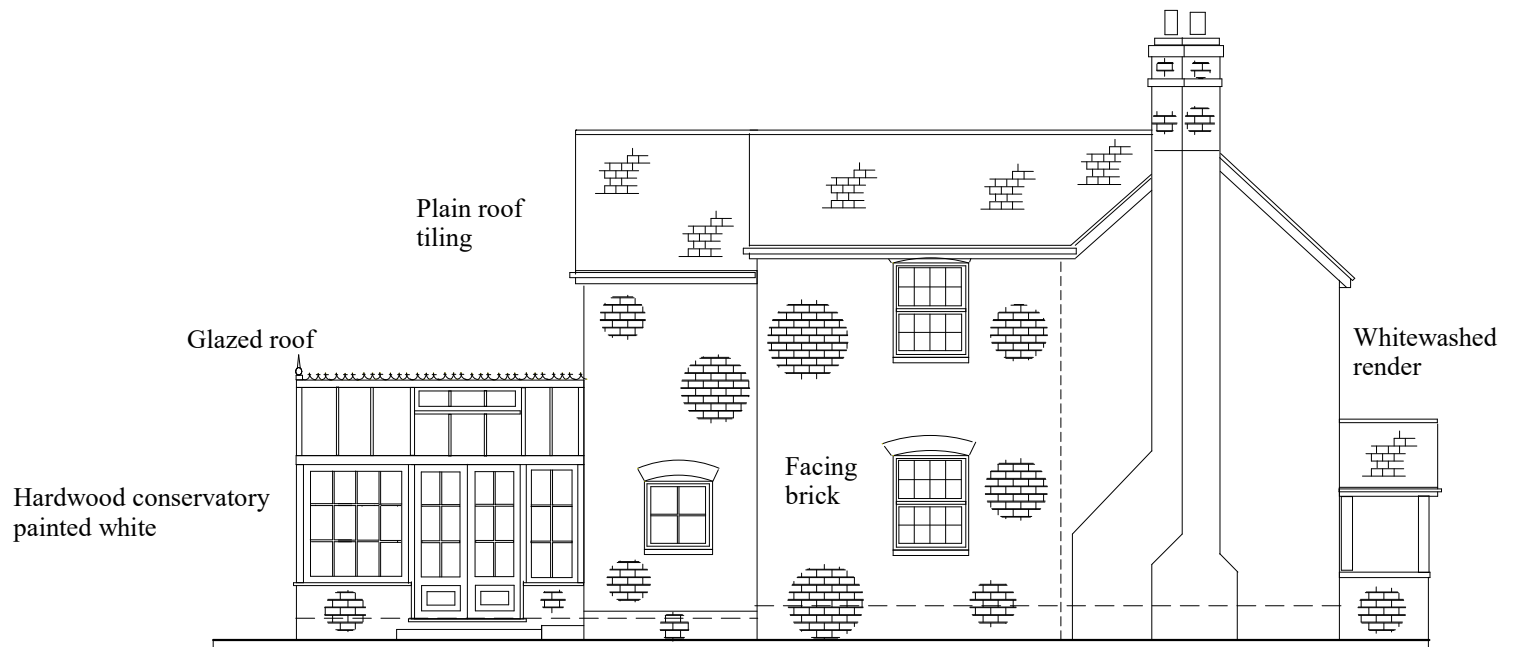 Plain roof
tiling
Glazed roof
Whitewashed
render
Facing
brick
Hardwood conservatory
painted white